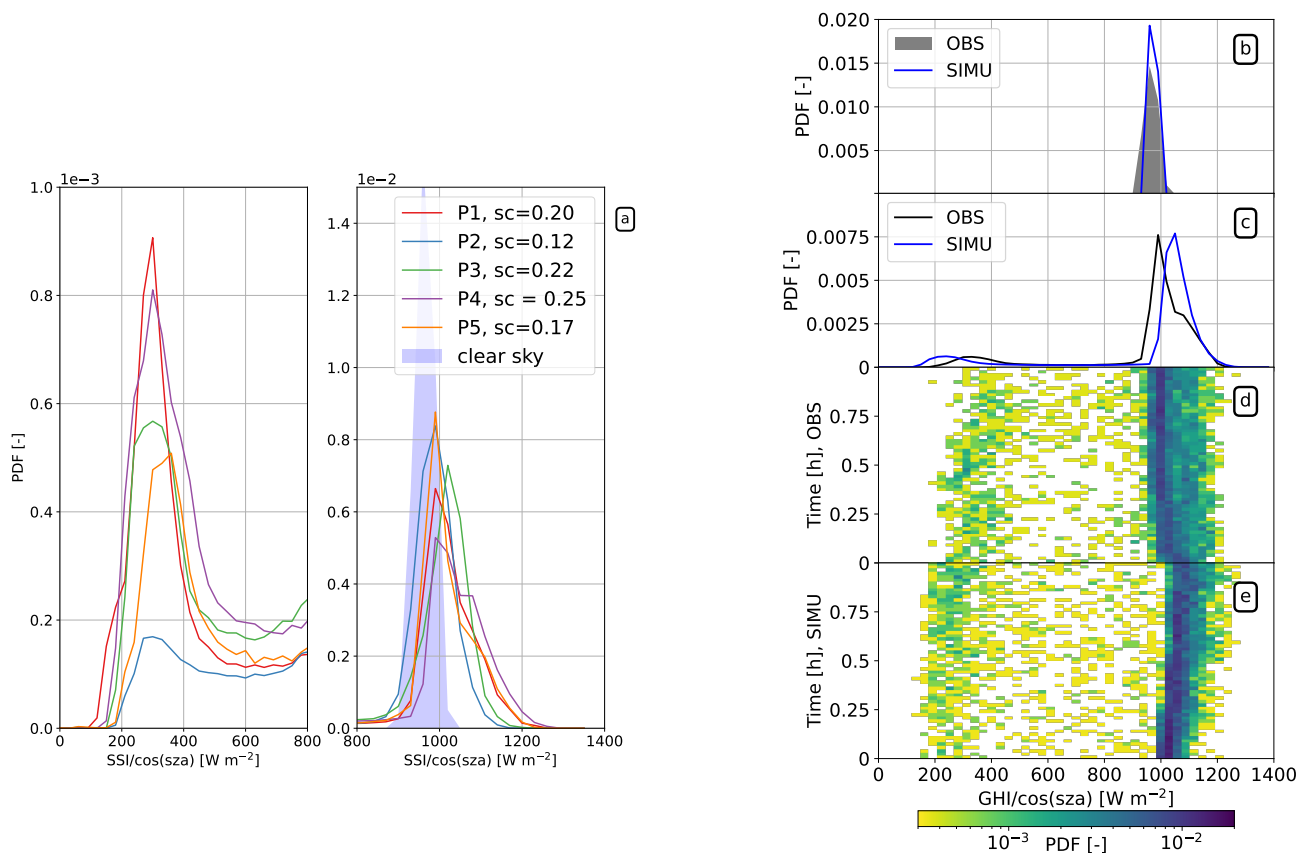 1e−3
1.0
0.8
0.6
0.4
0.2
0.0
PDF [-]
0 200 400 600 800
SSI/cos(sza) [W m−2]
1e−2
1.4
1.2
1.0
0.8
0.6
0.4
0.2
0.0
800 1000 1200 1400
SSI/cos(sza) [W m−2]
P1, sc=0.20
P2, sc=0.12
P3, sc=0.22
P4, sc = 0.25
P5, sc=0.17
clear sky
a
0.020
0.015
0.010
0.005
PDF [-]
OBS
SIMU
b
0.0075
0.0050
0.0025
0
PDF [-]
OBS
SIMU
c
0.75
0.5
0.25
0
Time [h], OBS
d
0.75
0.5
0.25
0
Time [h], SIMU
e
0 200 400 600 800 1000 1200 1400
GHI/cos(sza) [W m−2]
10−3 PDF [-] 10−2